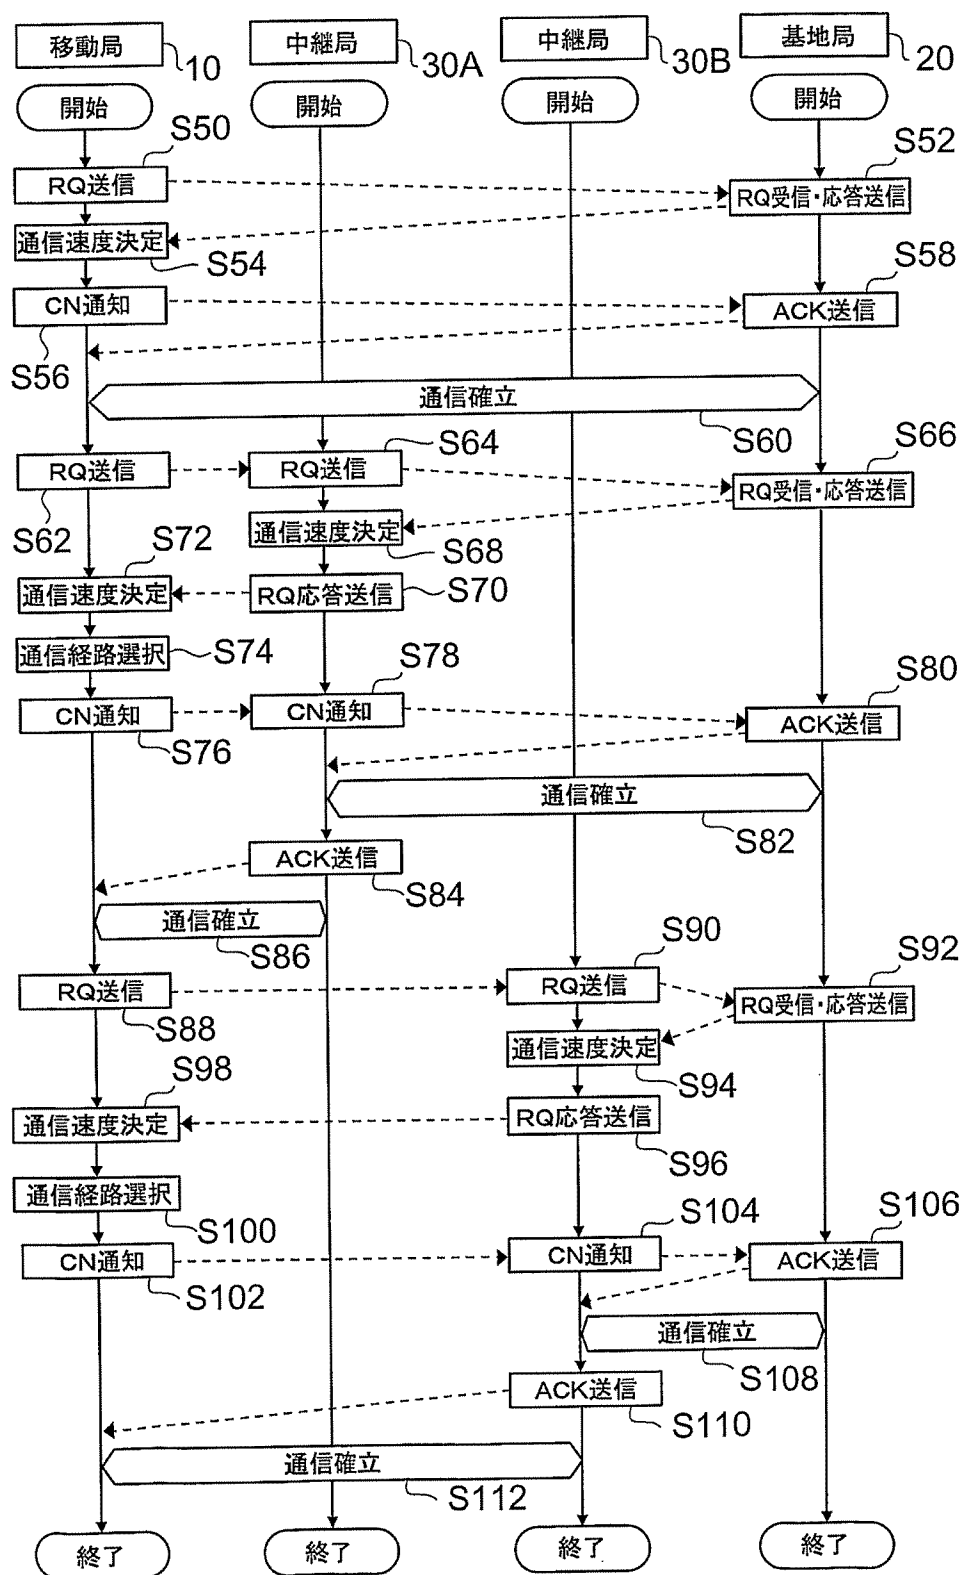 移動局
10
中継局
30A
中継局
30B
基地局
20
開始
開始
開始
開始
S50
S52
RQ送信
RQ受信・応答送信
通信速度決定
S54
S58
CN通知
ACK送信
S56
通信確立
S60
S64
S66
RQ送信
RQ送信
RQ受信・応答送信
S62
通信速度決定
S68
S72
通信速度決定
RQ応答送信
S70
通信経路選択
S74
S78
S80
CN通知
CN通知
ACK送信
S76
通信確立
S82
ACK送信
S84
通信確立
S86
S90
S92
RQ送信
RQ送信
RQ受信・応答送信
S88
通信速度決定
S94
S98
通信速度決定
RQ応答送信
S96
通信経路選択
S100
S104
S106
CN通知
CN通知
ACK送信
S102
通信確立
S108
ACK送信
S110
通信確立
S112
終了
終了
終了
終了